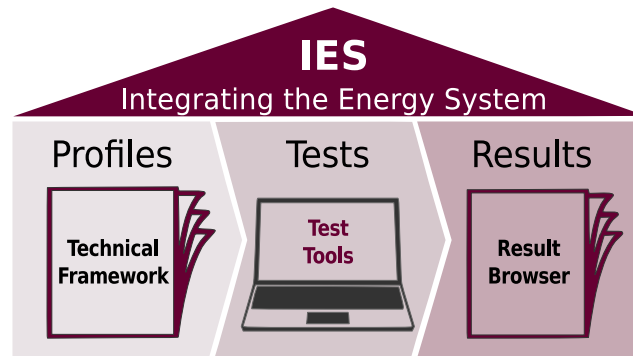 IES
Integrating the Energy System
Profiles
Tests
Results
Technical
Framework
Test
Tools
Result
Browser